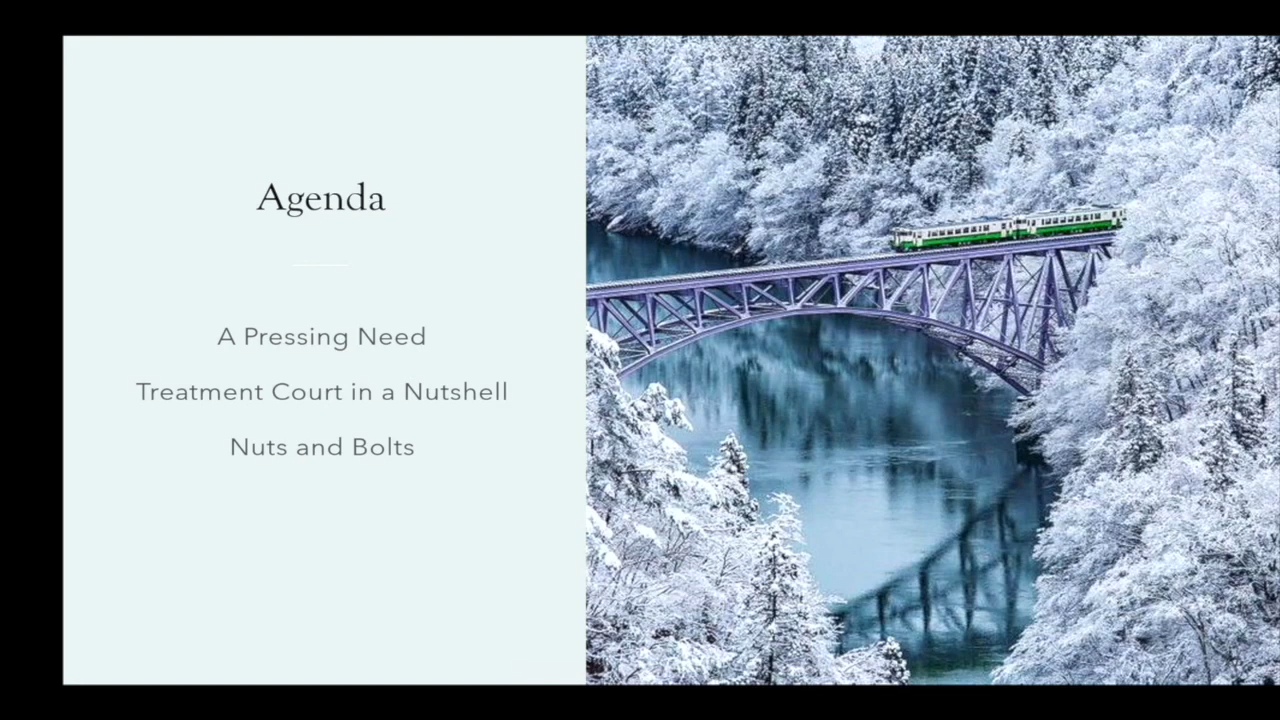 Agenda
A Pressing Need
Treatment Court in a Nutshell
Nuts and Bolts